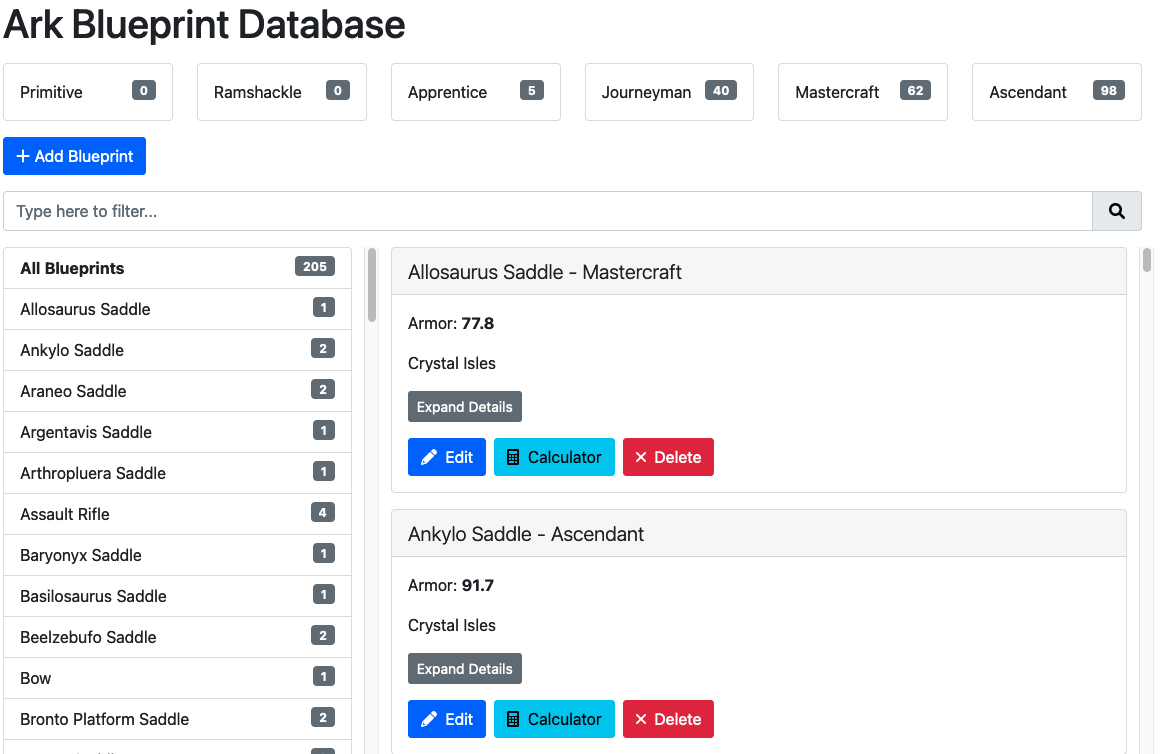 Ark Blueprint Database
Primitive 0
Ramshackle 0
Apprentice 5
Journeyman 40
Mastercraft 62
Ascendant 98
Add Blueprint
Type here to filter...
All Blueprints 205
Allosaurus Saddle 1
Ankylo Saddle 2
Araneo Saddle 2
Argentavis Saddle 1
Arthropluera Saddle 1
Assault Rifle 4
Baryonyx Saddle 1
Basilosaurus Saddle 1
Beelzebufo Saddle 2
Bow 1
Bronto Platform Saddle 2
Allosaurus Saddle - Mastercraft
Armor: 77.8
Crystal Isles
Expand Details
Edit Calculator Delete
Ankylo Saddle - Ascendant
Armor: 91.7
Crystal Isles
Expand Details
Edit Calculator Delete